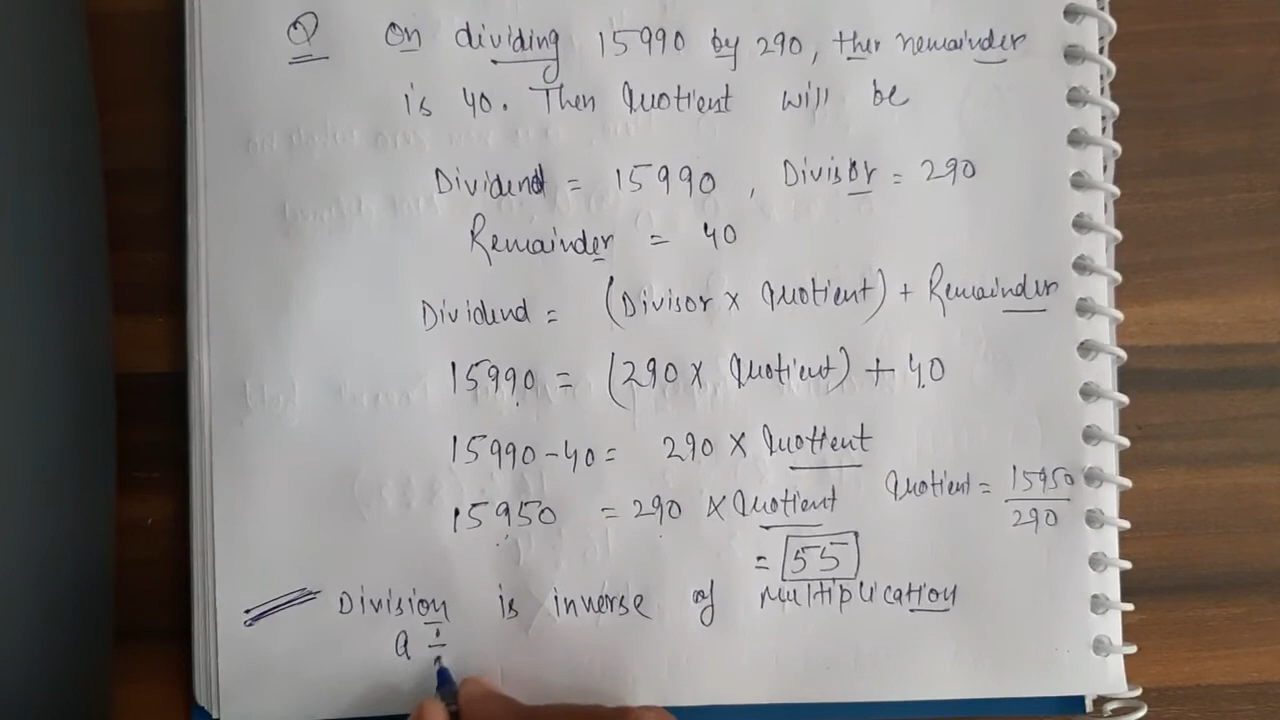 Q On dividing 15990 by 290, the remainder
is 40. Then Quotient will be
Dividend = 15990, Divisor = 290
Remainder = 40
Dividend = (Divisor × Quotient) + Remainder
15990 = (290 × Quotient) + 40
15990 - 40 = 290 × Quotient
15950 = 290 × Quotient Quotient = 15950/290
= 55
Division is inverse of Multiplication
a ÷